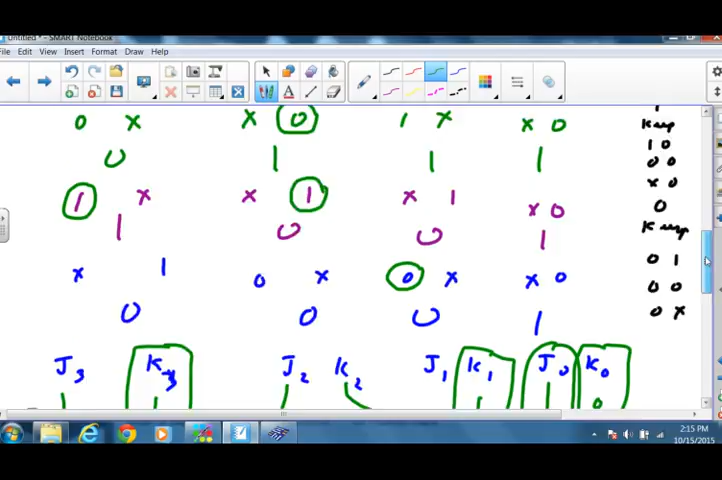 Untitled * - SMART Notebook
File Edit View Insert Format Draw Help
0 x x 0 1 x x 0
0 1 1 1
1 x x 1 x 1 x 0
1 0 0 1
x 1 0 x 0 x x 0
0 0 0 1
J3 K3 J2 K2 J1 K1 J0 K0
K map
1 0
0 0
x 0
0
K map
0 1
0 0
0 x
2:15 PM
10/15/2015